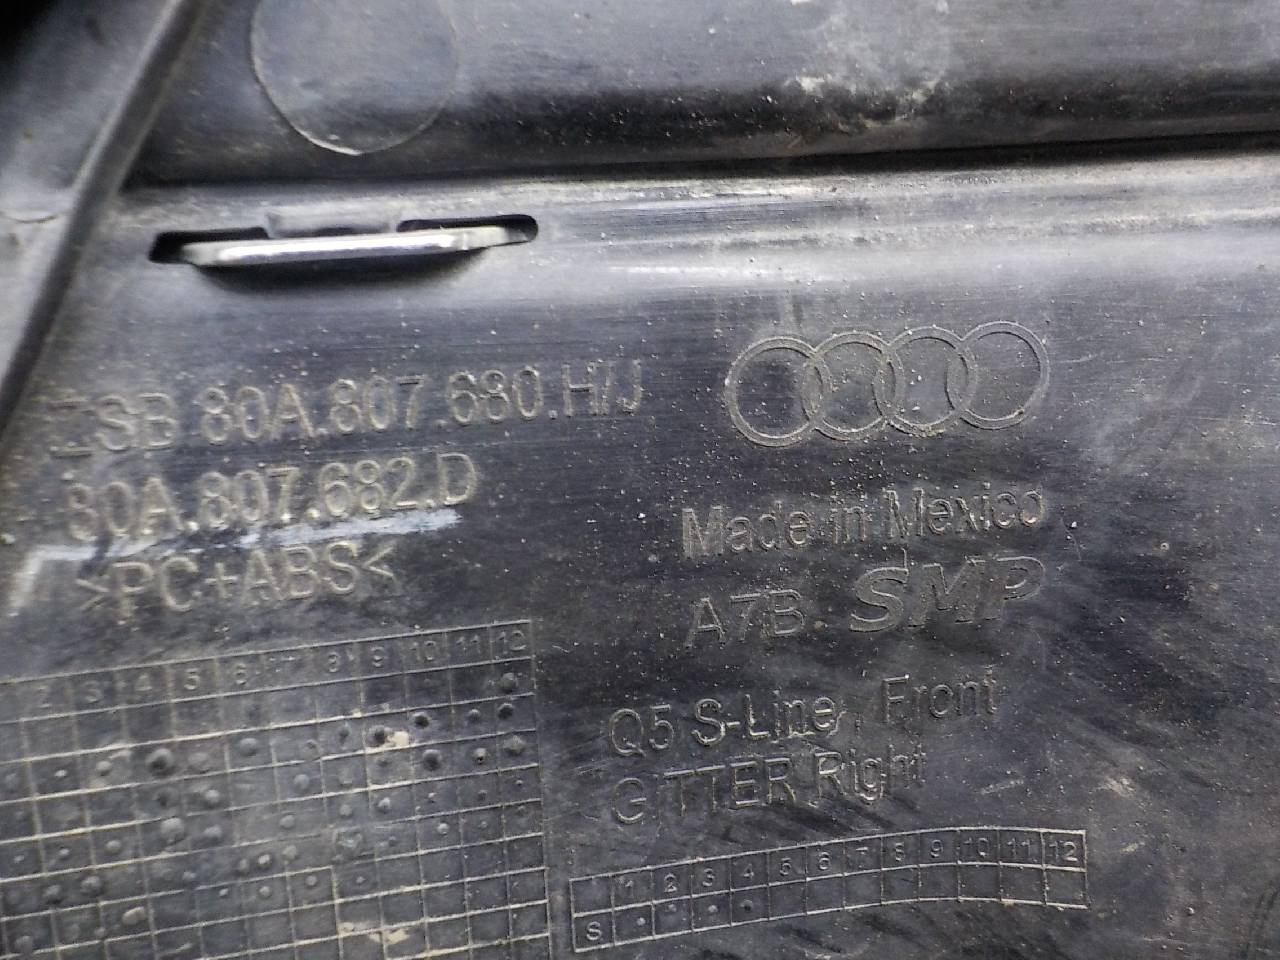 ZSB 80A.807.680.H/J
80A.807.682.D
>PC+ABS<
Made in Mexico
A7B SMP
Q5 S-Line, Front
GITTER Right
2 3 4 5 6 7 8 9 10 11 12
1 2 3 4 5 6 7 8 9 10 11 12
S